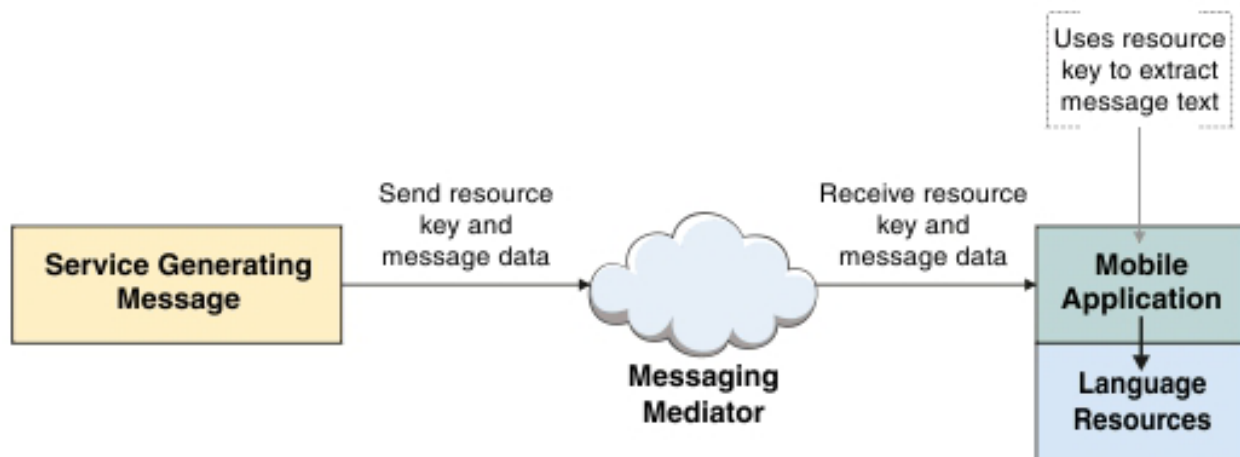 Uses resource
key to extract
message text
Send resource
key and
message data
Receive resource
key and
message data
Service Generating
Message
Messaging
Mediator
Mobile
Application
Language
Resources